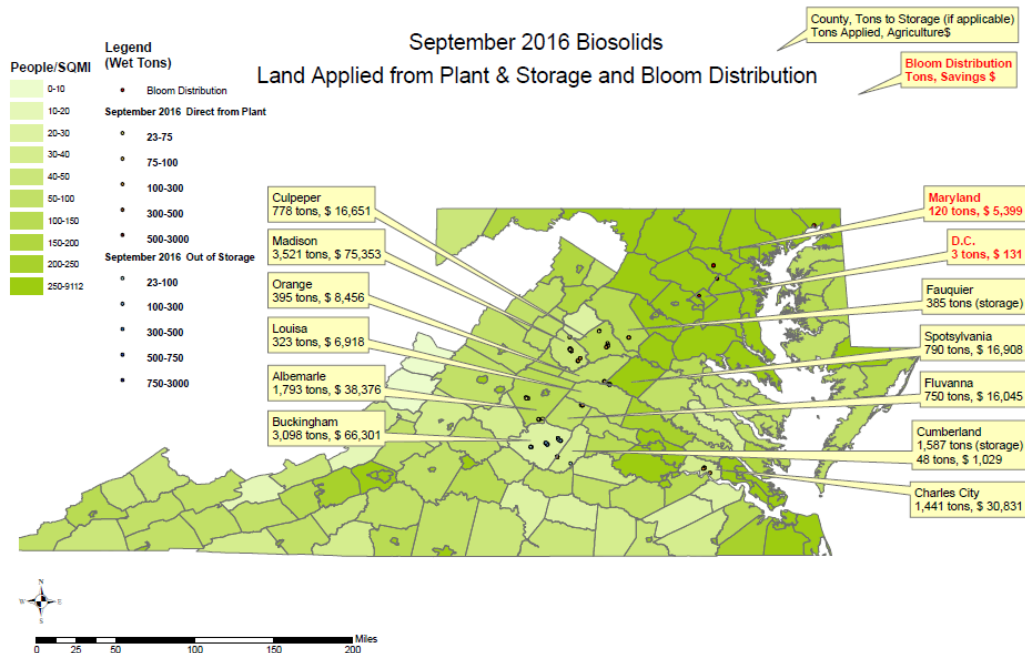 September 2016 Biosolids
Land Applied from Plant & Storage and Bloom Distribution
County, Tons to Storage (if applicable)
Tons Applied, Agriculture$
Bloom Distribution
Tons, Savings $
People/SQMI
0-10
10-20
20-30
30-40
40-50
50-100
100-150
150-200
200-250
250-9112
Legend
(Wet Tons)
Bloom Distribution
September 2016 Direct from Plant
23-75
75-100
100-300
300-500
500-3000
September 2016 Out of Storage
23-100
100-300
300-500
500-750
750-3000
Culpeper
778 tons, $ 16,651
Madison
3,521 tons, $ 75,353
Orange
395 tons, $ 8,456
Louisa
323 tons, $ 6,918
Albemarle
1,793 tons, $ 38,376
Buckingham
3,098 tons, $ 66,301
Maryland
120 tons, $ 5,399
D.C.
3 tons, $ 131
Fauquier
385 tons (storage)
Spotsylvania
790 tons, $ 16,908
Fluvanna
750 tons, $ 16,045
Cumberland
1,587 tons (storage)
48 tons, $ 1,029
Charles City
1,441 tons, $ 30,831
N
W E
S
Miles
0 25 50 100 150 200